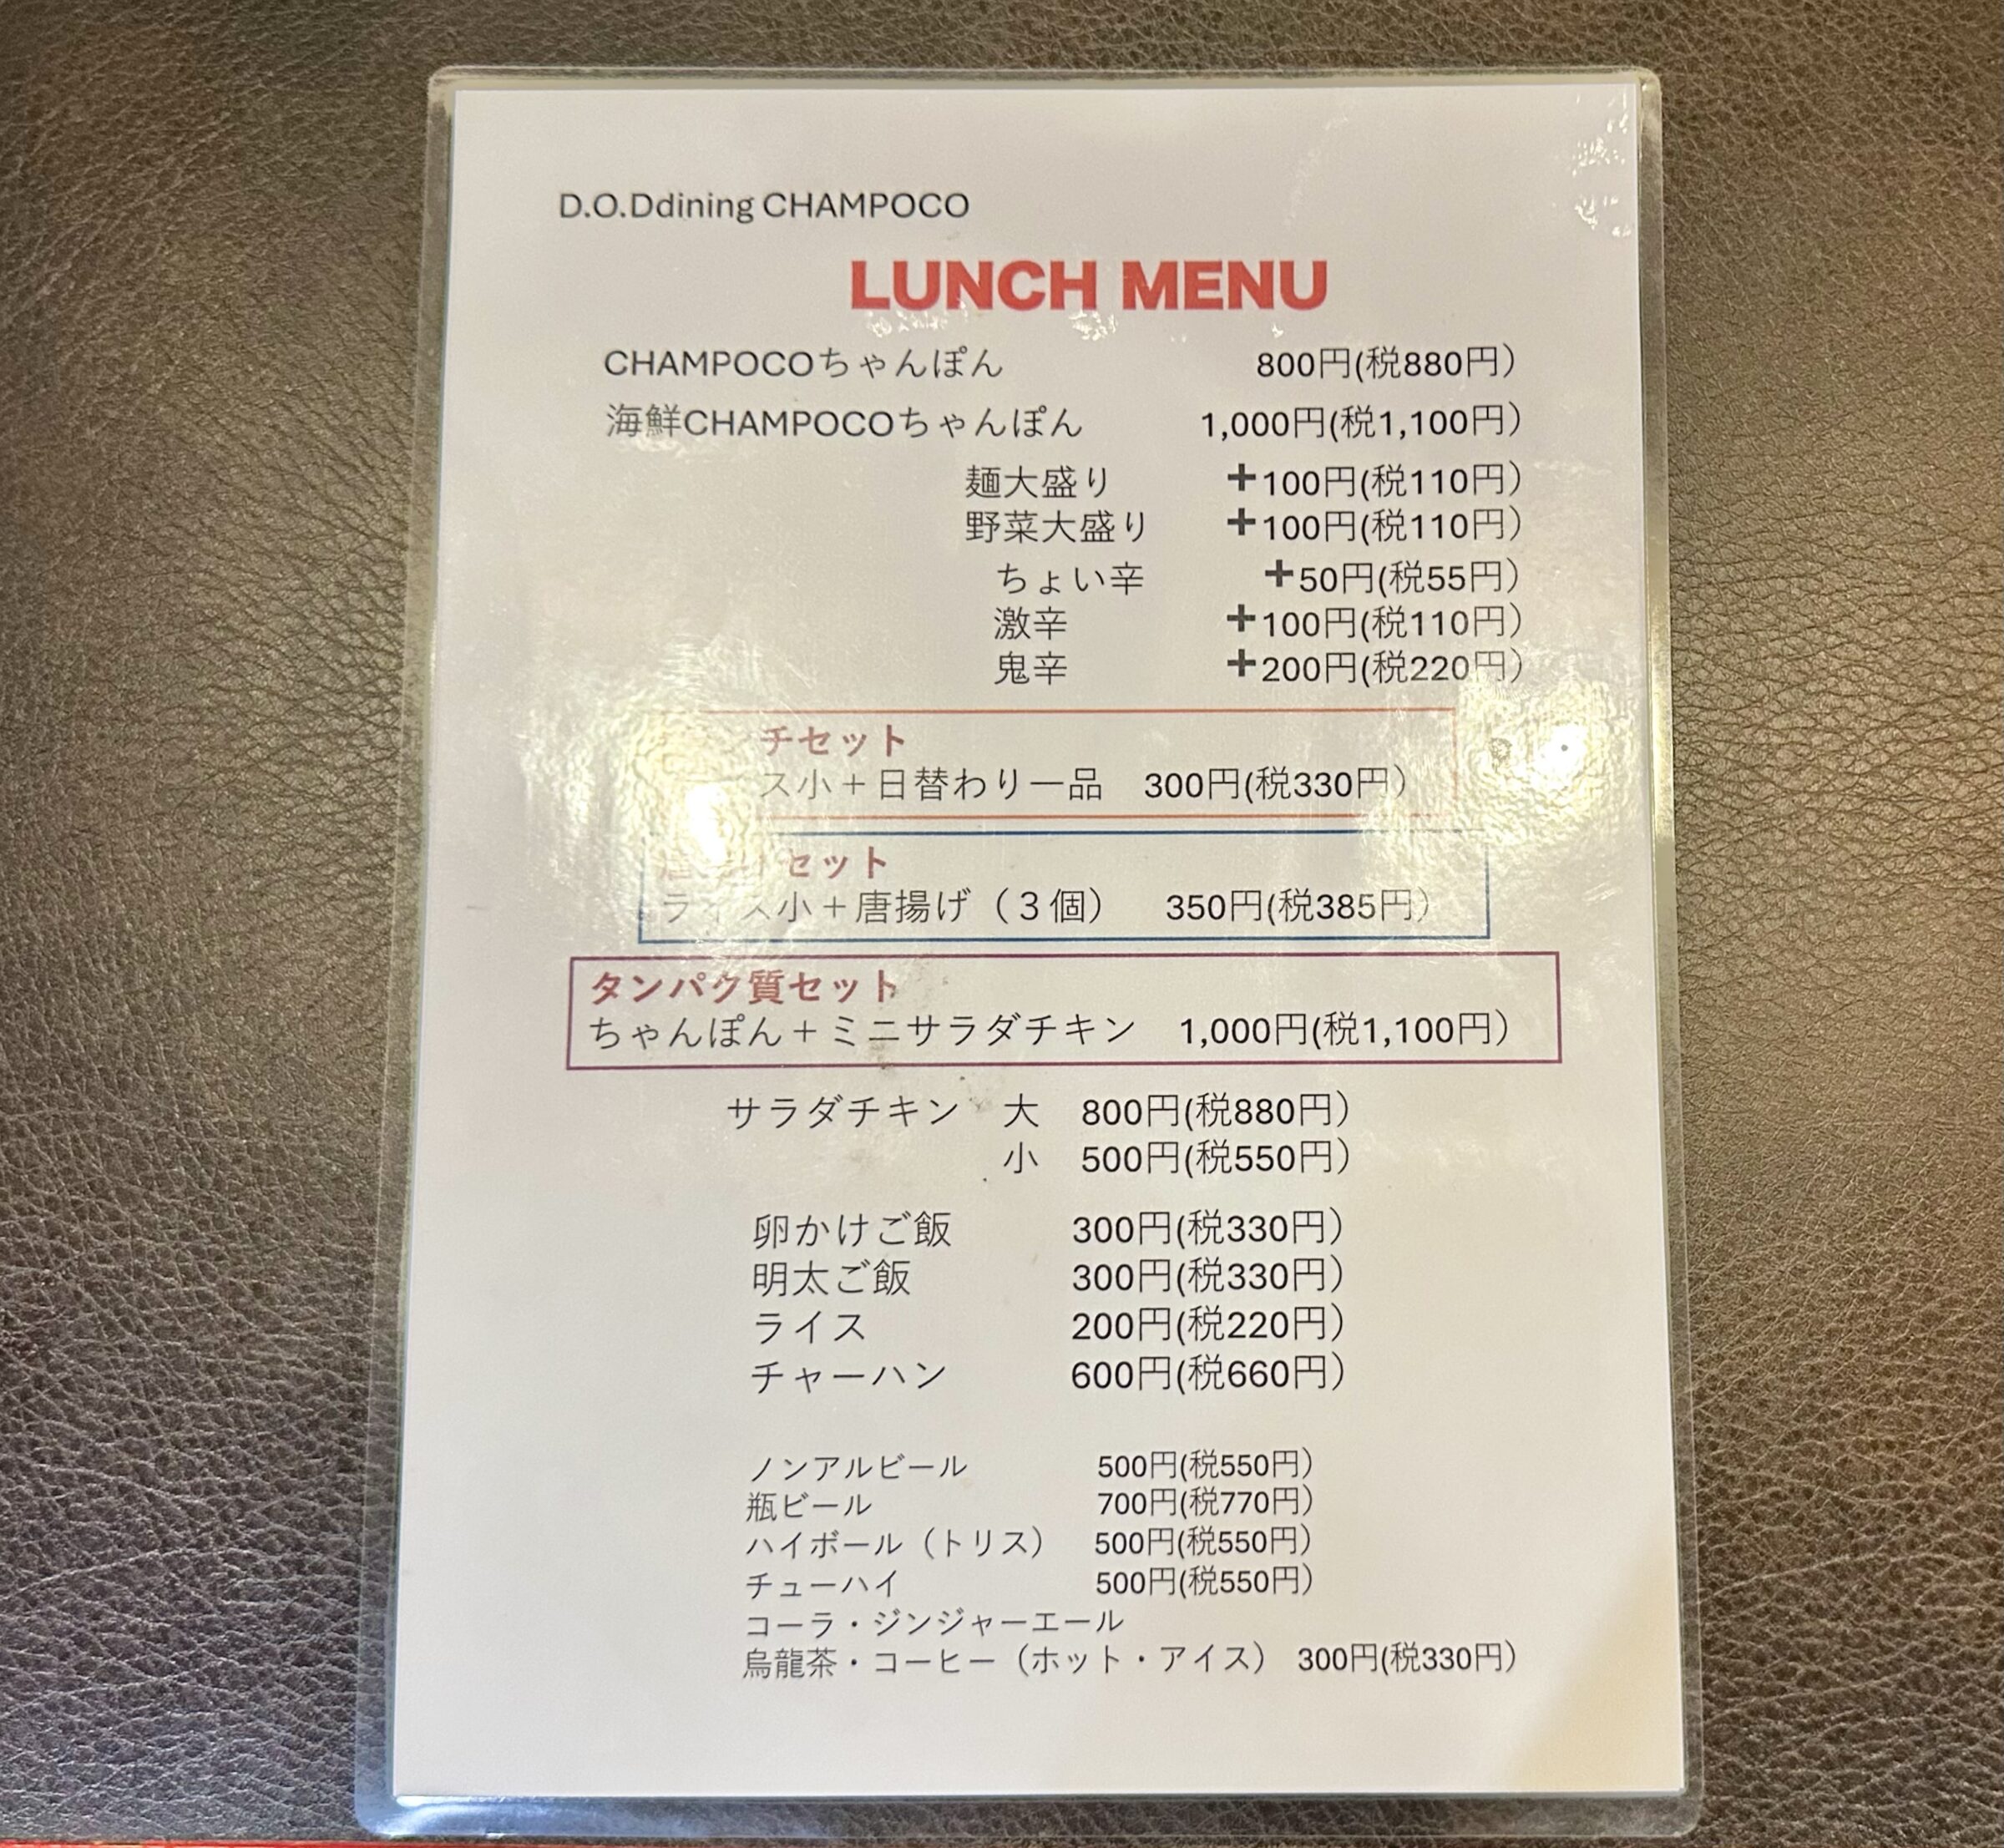 D.O.Ddining CHAMPOCO
LUNCH MENU
CHAMPOCOちゃんぽん 800円(税880円）
海鮮CHAMPOCOちゃんぽん 1,000円(税1,100円）
麺大盛り ＋100円(税110円）
野菜大盛り ＋100円(税110円）
ちょい辛 ＋50円(税55円）
激辛 ＋100円(税110円）
鬼辛 ＋200円(税220円）
チセット
ス小＋日替わり一品 300円(税330円）
セット
ライス小＋唐揚げ（３個） 350円(税385円）
タンパク質セット
ちゃんぽん＋ミニサラダチキン 1,000円(税1,100円）
サラダチキン 大 800円(税880円）
小 500円(税550円）
卵かけご飯 300円(税330円）
明太ご飯 300円(税330円）
ライス 200円(税220円）
チャーハン 600円(税660円）
ノンアルビール 500円(税550円）
瓶ビール 700円(税770円）
ハイボール（トリス） 500円(税550円）
チューハイ 500円(税550円）
コーラ・ジンジャーエール
烏龍茶・コーヒー（ホット・アイス） 300円(税330円）